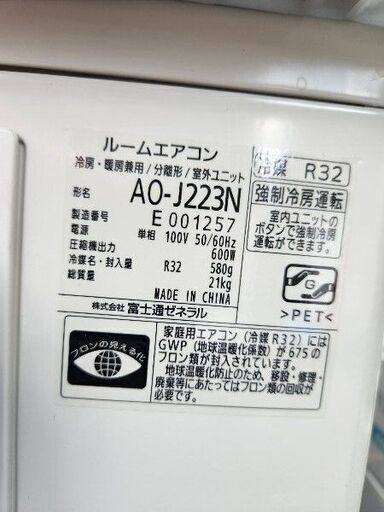 ルームエアコン
冷房・暖房兼用/分離形/室外ユニット
形名 AO-J223N
製造番号 E 001257
電源 単相 100V 50/60Hz
圧縮機出力 600W
冷媒名・封入量 R32 580g
総質量 21kg
MADE IN CHINA
株式会社 富士通ゼネラル
冷媒 R32
強制冷房運転
室内ユニットの
ボタンで強制冷房
運転ができます。
G
>PET<
フロンの見える化
家庭用エアコン（冷媒R32）には
GWP（地球温暖化係数）が675の
フロン類が封入されています。
地球温暖化防止のため、移設・修理・
廃棄等にあたってはフロン類の回収が
必要です。